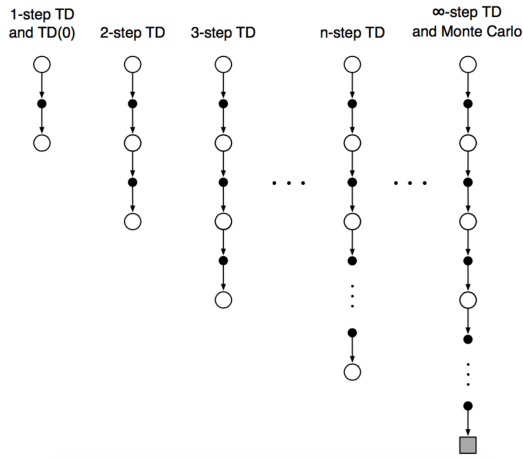 1-step TD
and TD(0)
2-step TD
3-step TD
n-step TD
∞-step TD
and Monte Carlo